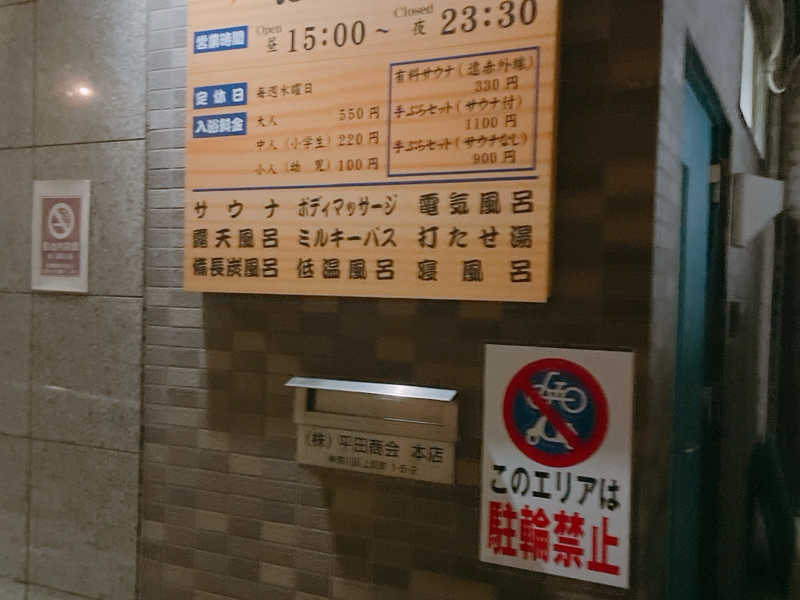 Open Closed
営業時間 昼 15:00 ~ 夜 23:30
定休日 毎週水曜日
入浴料金 大人 550円
中人(小学生)220円
小人(幼 児)100円
有料サウナ(遠赤外線)
330円
手ぶらセット(サウナ付)
1100円
手ぶらセット(サウナなし)
900円
サウナ ボディマッサージ 電気風呂
露天風呂 ミルキーバス 打たせ湯
備長炭風呂 低温風呂 寝風呂
(株)平田商会 本店
1-5-2
このエリアは
駐輪禁止